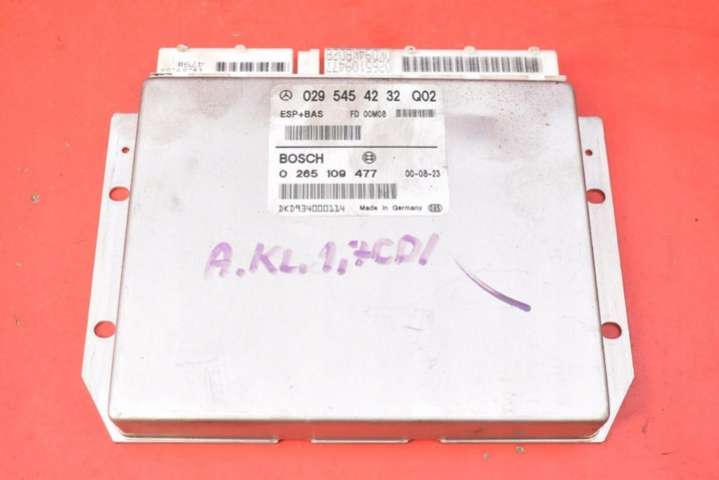 029 545 42 32 Q02
ESP+BAS FD 00M08
BOSCH
0 265 109 477 00-08-23
DKD934000114 Made in Germany
A.KL.1,7CDI